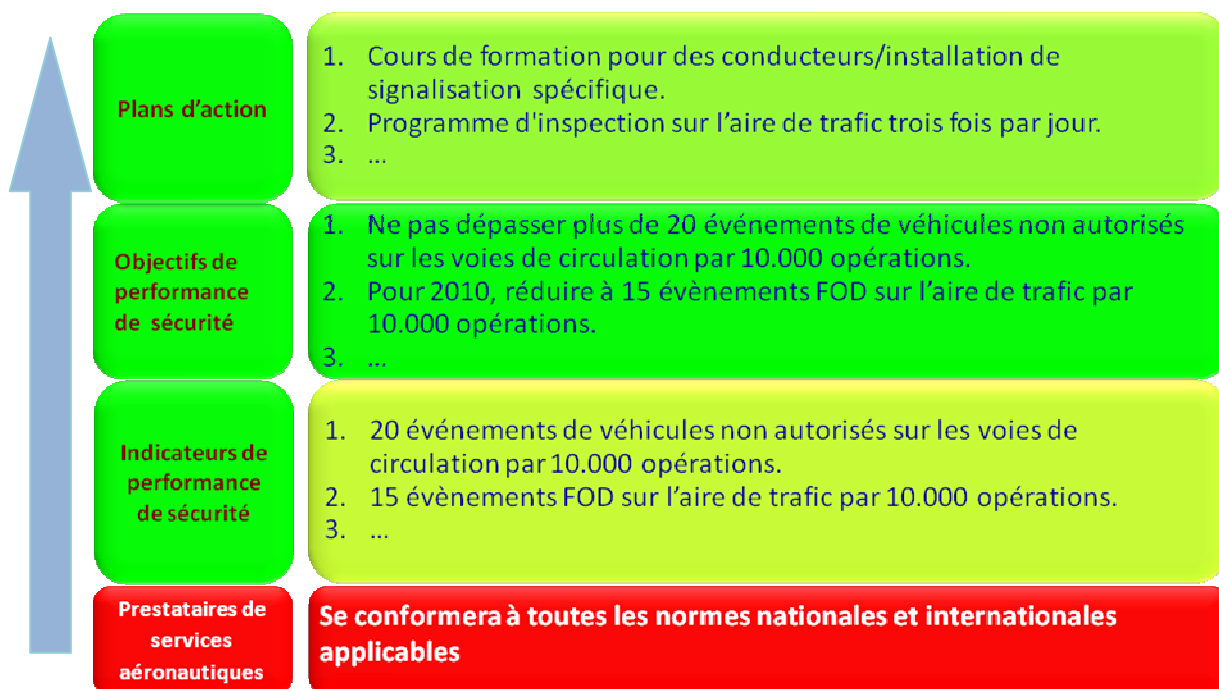 Plans d'action
1. Cours de formation pour des conducteurs/installation de
signalisation spécifique.
2. Programme d'inspection sur l'aire de trafic trois fois par jour.
3. ...
Objectifs de
performance
de sécurité
1. Ne pas dépasser plus de 20 événements de véhicules non autorisés
sur les voies de circulation par 10.000 opérations.
2. Pour 2010, réduire à 15 évènements FOD sur l'aire de trafic par
10.000 opérations.
3. ...
Indicateurs de
performance
de sécurité
1. 20 événements de véhicules non autorisés sur les voies de
circulation par 10.000 opérations.
2. 15 évènements FOD sur l'aire de trafic par 10.000 opérations.
3. ...
Prestataires de
services
aéronautiques
Se conformera à toutes les normes nationales et internationales
applicables